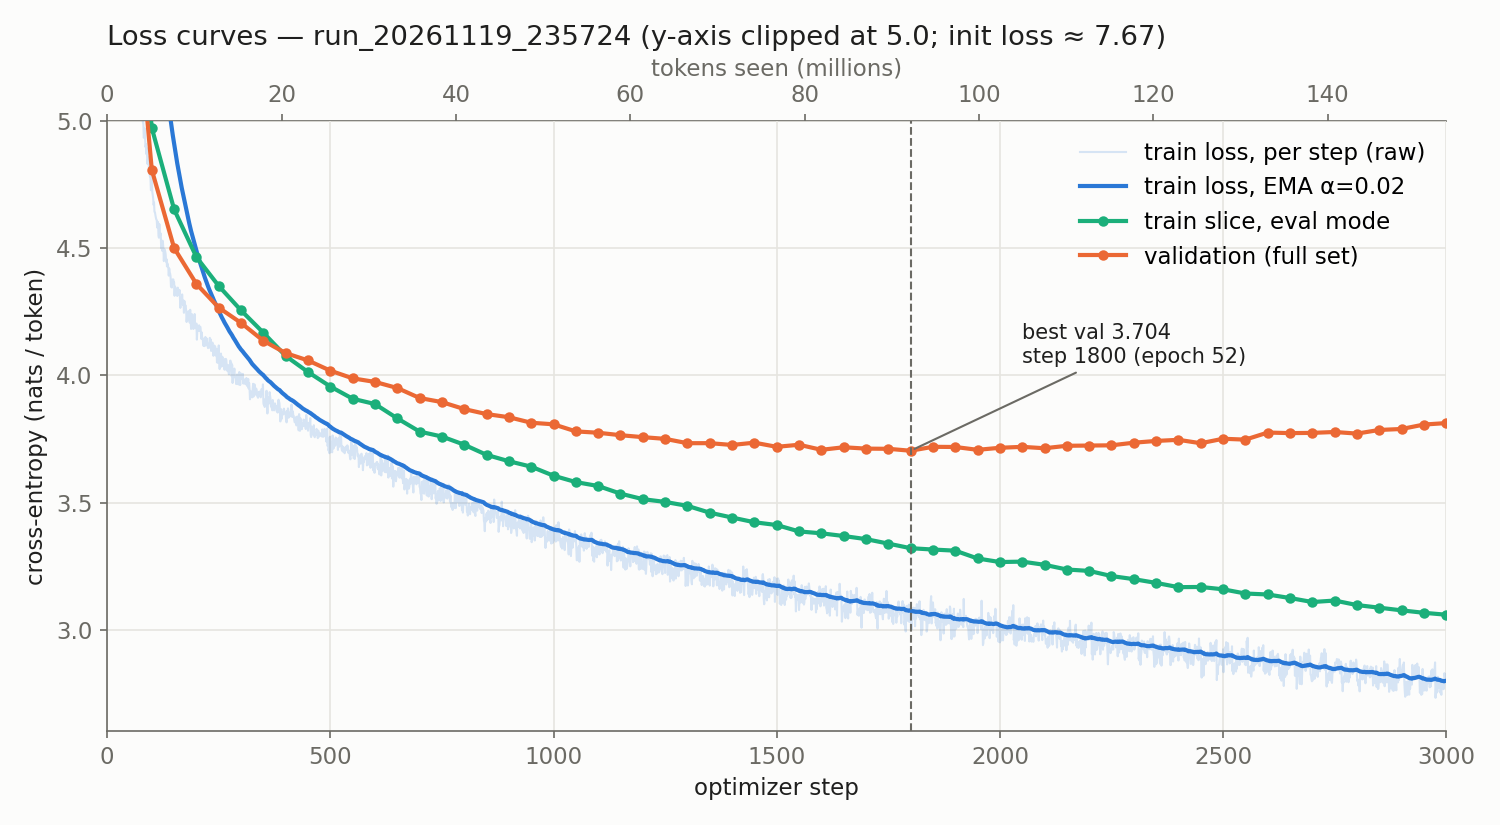 Loss curves — run_20261119_235724 (y-axis clipped at 5.0; init loss ≈ 7.67)
tokens seen (millions)
0 20 40 60 80 100 120 140
train loss, per step (raw)
train loss, EMA α=0.02
train slice, eval mode
validation (full set)
best val 3.704
step 1800 (epoch 52)
cross-entropy (nats / token)
5.0
4.5
4.0
3.5
3.0
0 500 1000 1500 2000 2500 3000
optimizer step